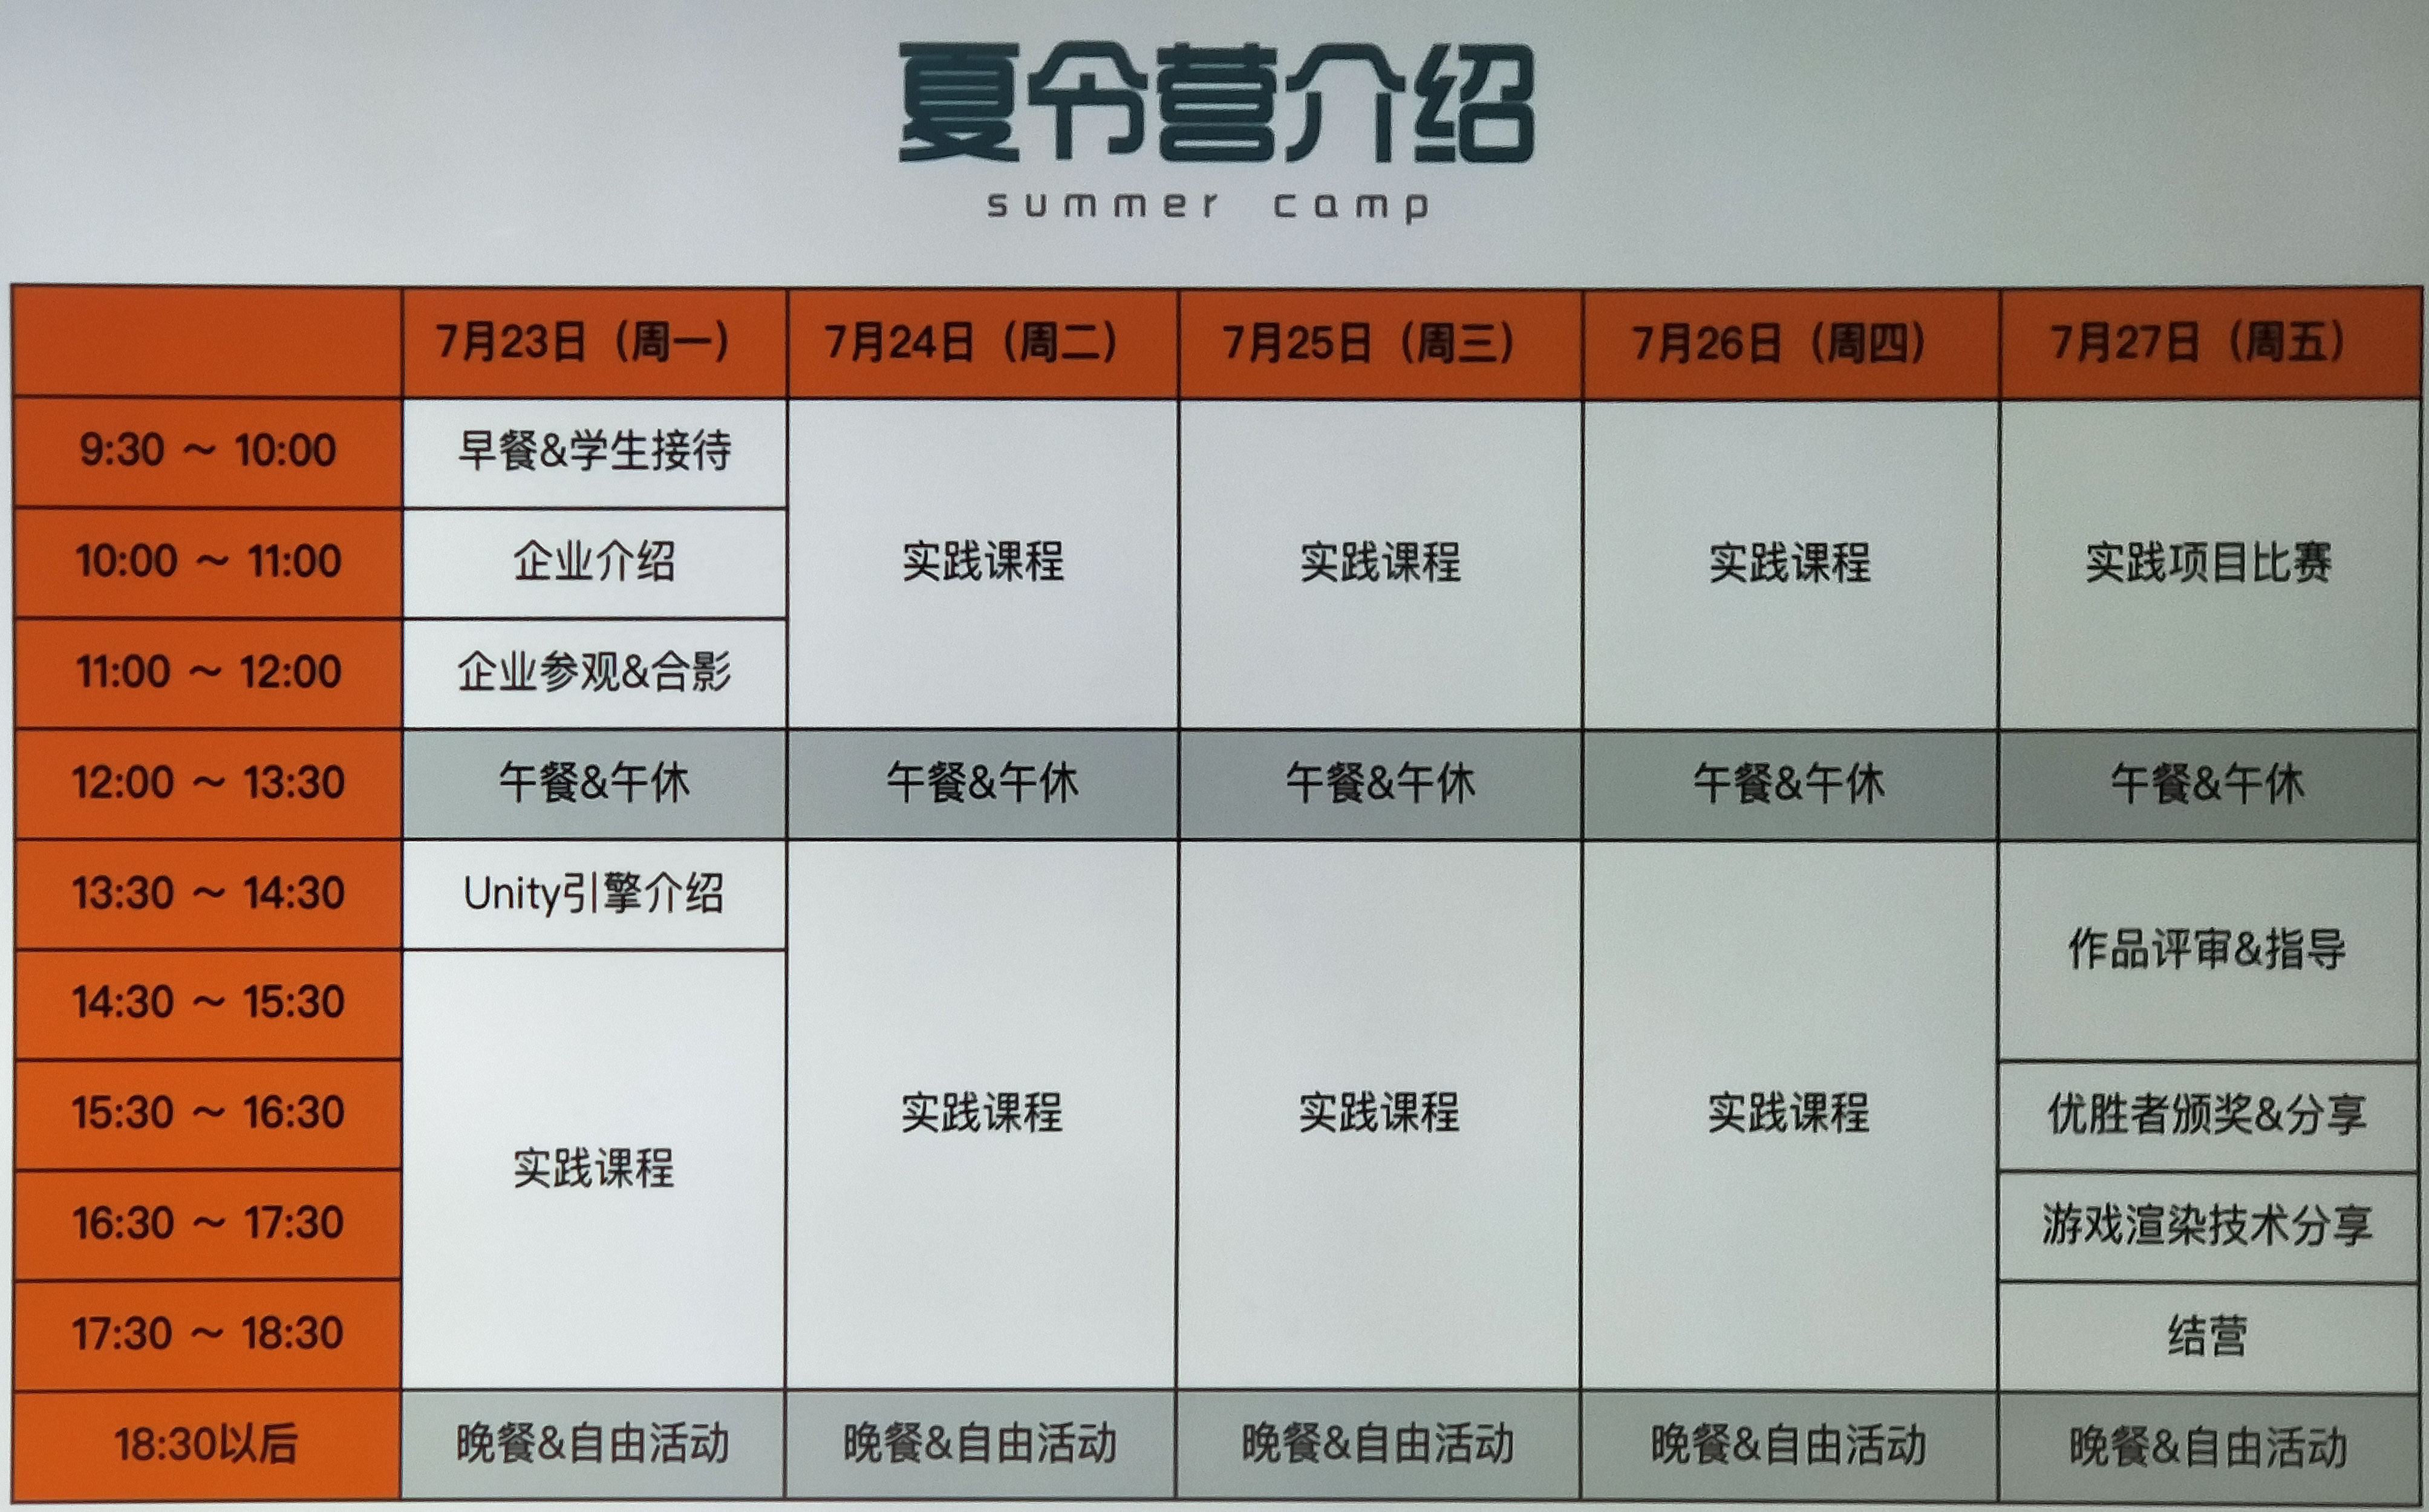 夏令营介绍
summer camp
7月23日（周一） 7月24日（周二） 7月25日（周三） 7月26日（周四） 7月27日（周五）
9:30 ～ 10:00 早餐&学生接待
10:00 ～ 11:00 企业介绍 实践课程 实践课程 实践课程 实践项目比赛
11:00 ～ 12:00 企业参观&合影
12:00 ～ 13:30 午餐&午休 午餐&午休 午餐&午休 午餐&午休 午餐&午休
13:30 ～ 14:30 Unity引擎介绍
作品评审&指导
14:30 ～ 15:30
15:30 ～ 16:30 实践课程 实践课程 实践课程 优胜者颁奖&分享
实践课程
16:30 ～ 17:30 游戏渲染技术分享
17:30 ～ 18:30 结营
18:30以后 晚餐&自由活动 晚餐&自由活动 晚餐&自由活动 晚餐&自由活动 晚餐&自由活动